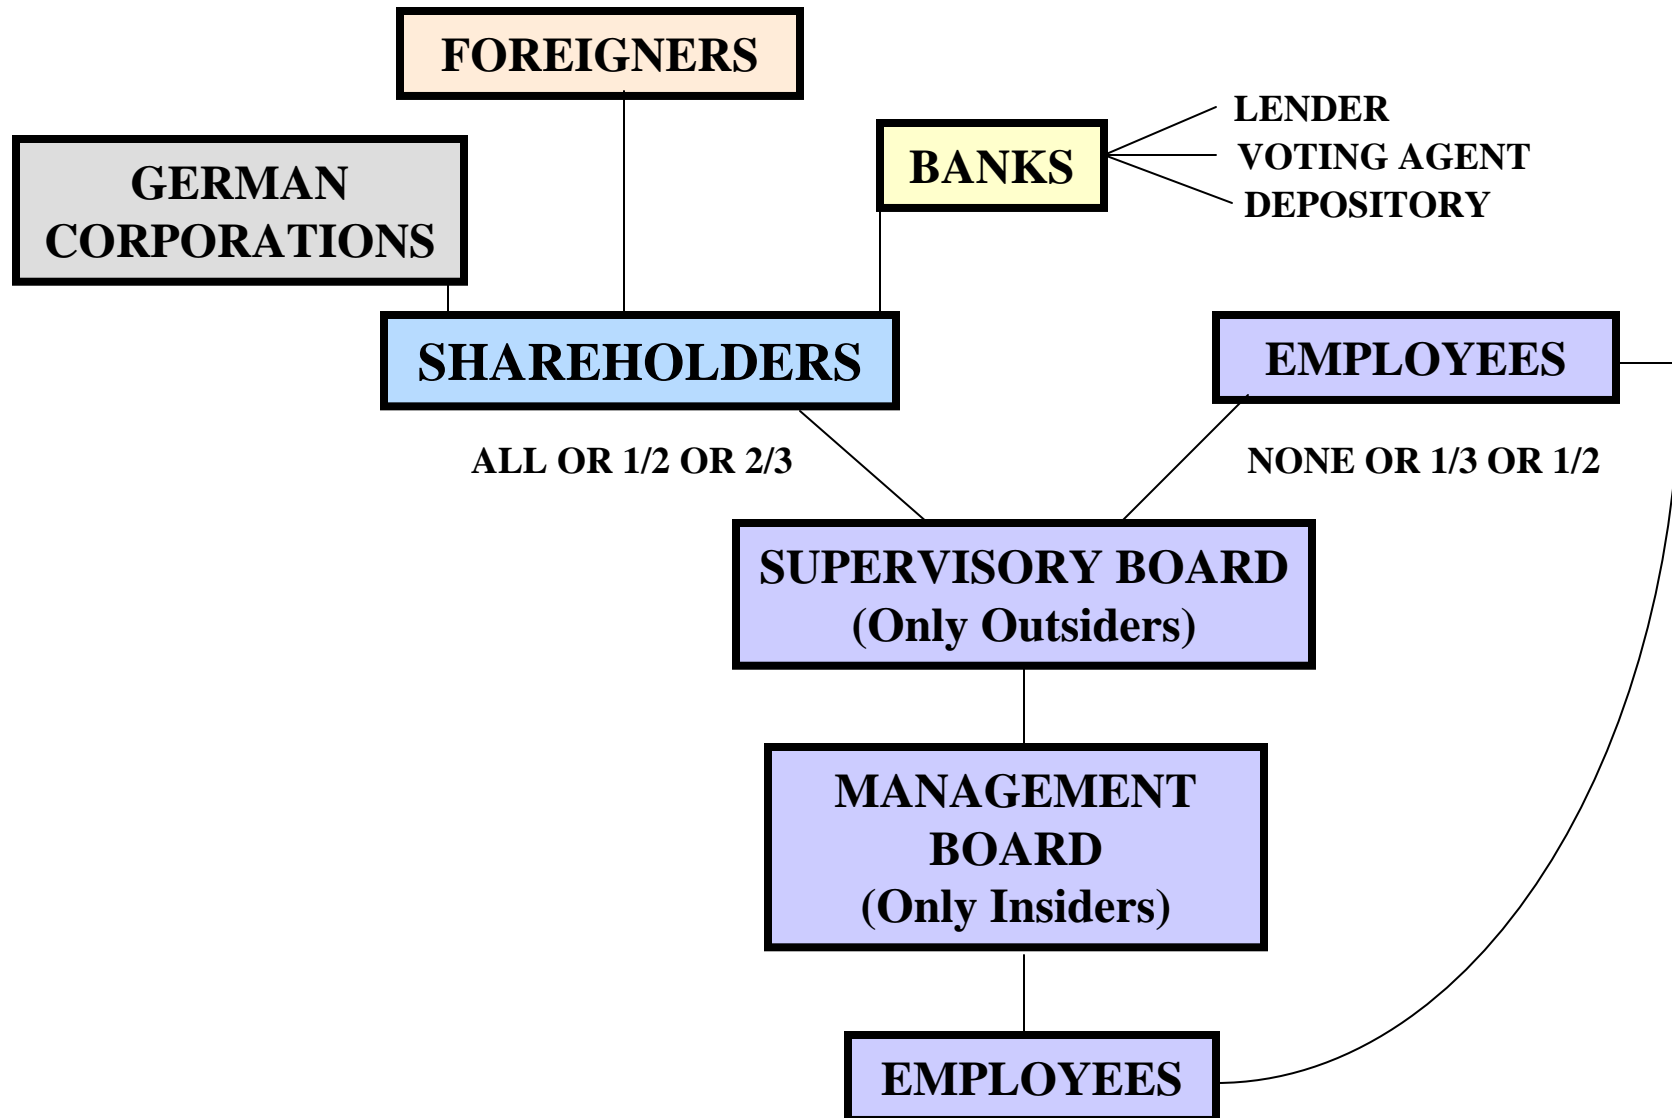 FOREIGNERS
GERMAN
CORPORATIONS
BANKS
LENDER
VOTING AGENT
DEPOSITORY
SHAREHOLDERS
EMPLOYEES
ALL OR 1/2 OR 2/3
NONE OR 1/3 OR 1/2
SUPERVISORY BOARD
(Only Outsiders)
MANAGEMENT
BOARD
(Only Insiders)
EMPLOYEES